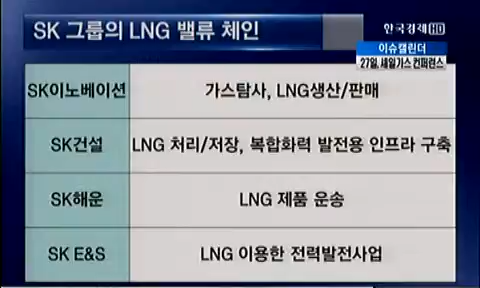 SK 그룹의 LNG 밸류 체인
한국경제 HD
이슈캘린더
27일, 셰일가스 컨퍼런스
SK이노베이션
가스탐사, LNG생산/판매
SK건설
LNG 처리/저장, 복합화력 발전용 인프라 구축
SK해운
LNG 제품 운송
SK E&S
LNG 이용한 전력발전사업